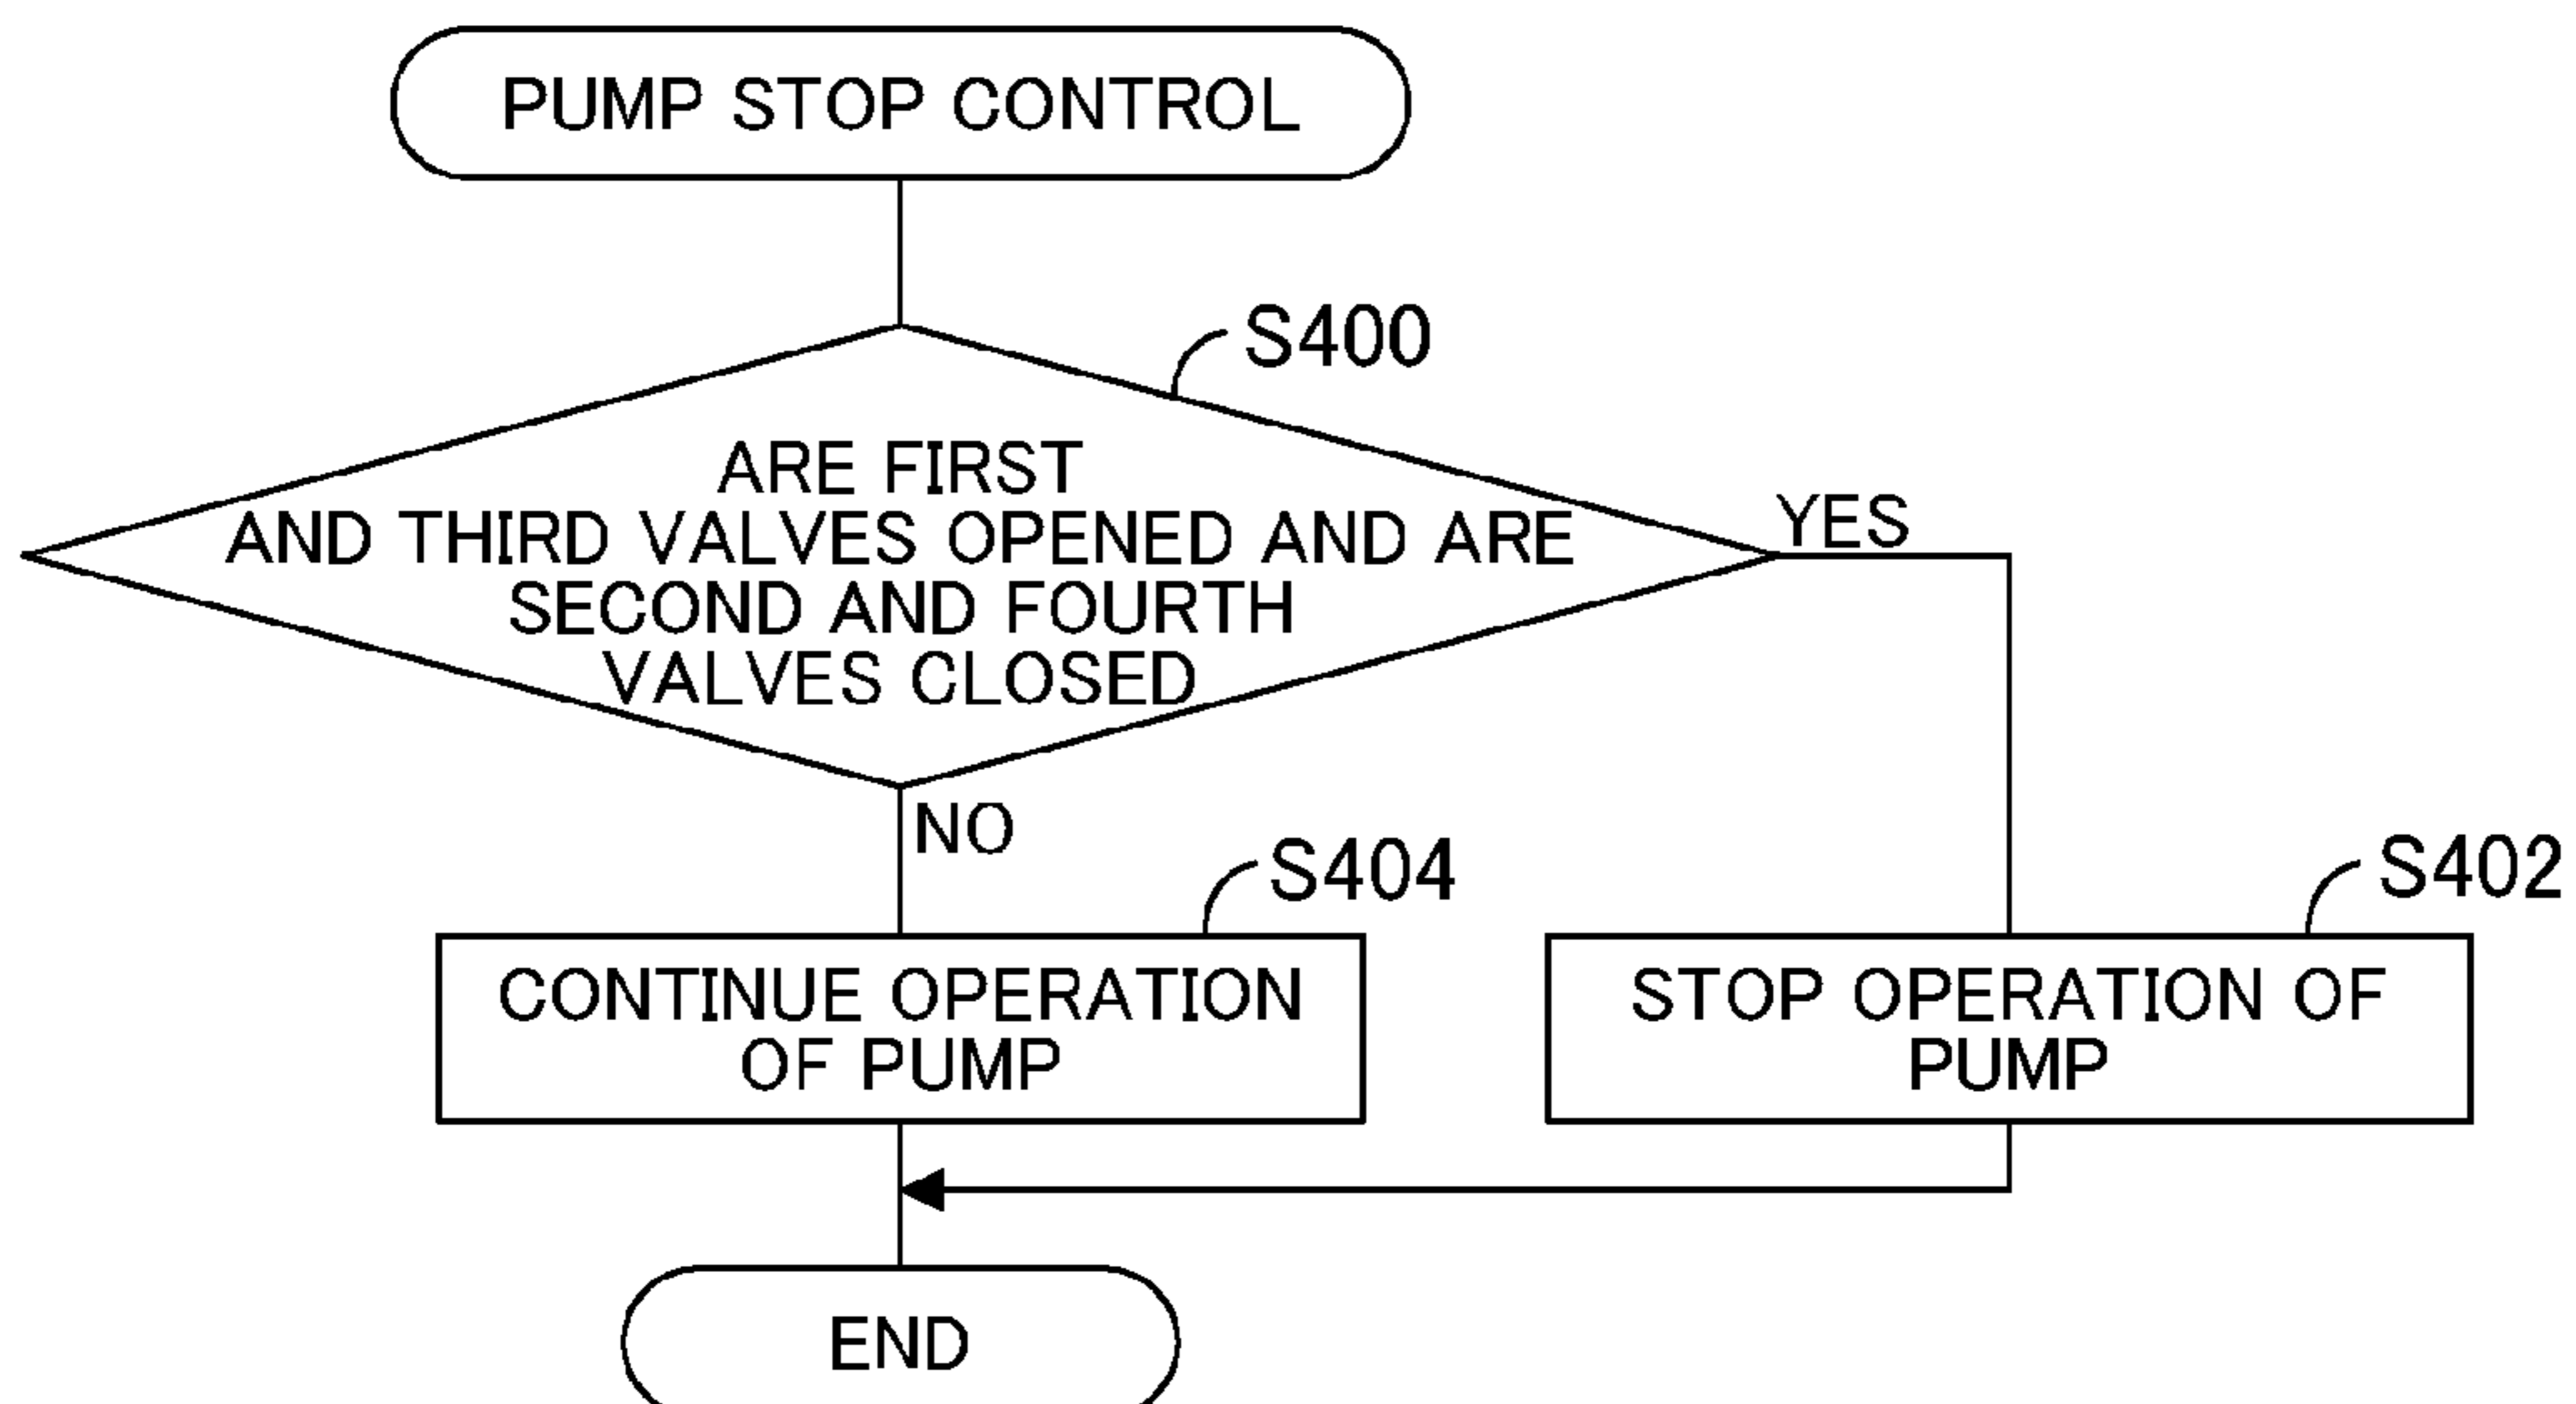 PUMP STOP CONTROL
S400
ARE FIRST
AND THIRD VALVES OPENED AND ARE
SECOND AND FOURTH
VALVES CLOSED
YES
NO
S404
S402
CONTINUE OPERATION
OF PUMP
STOP OPERATION OF
PUMP
END